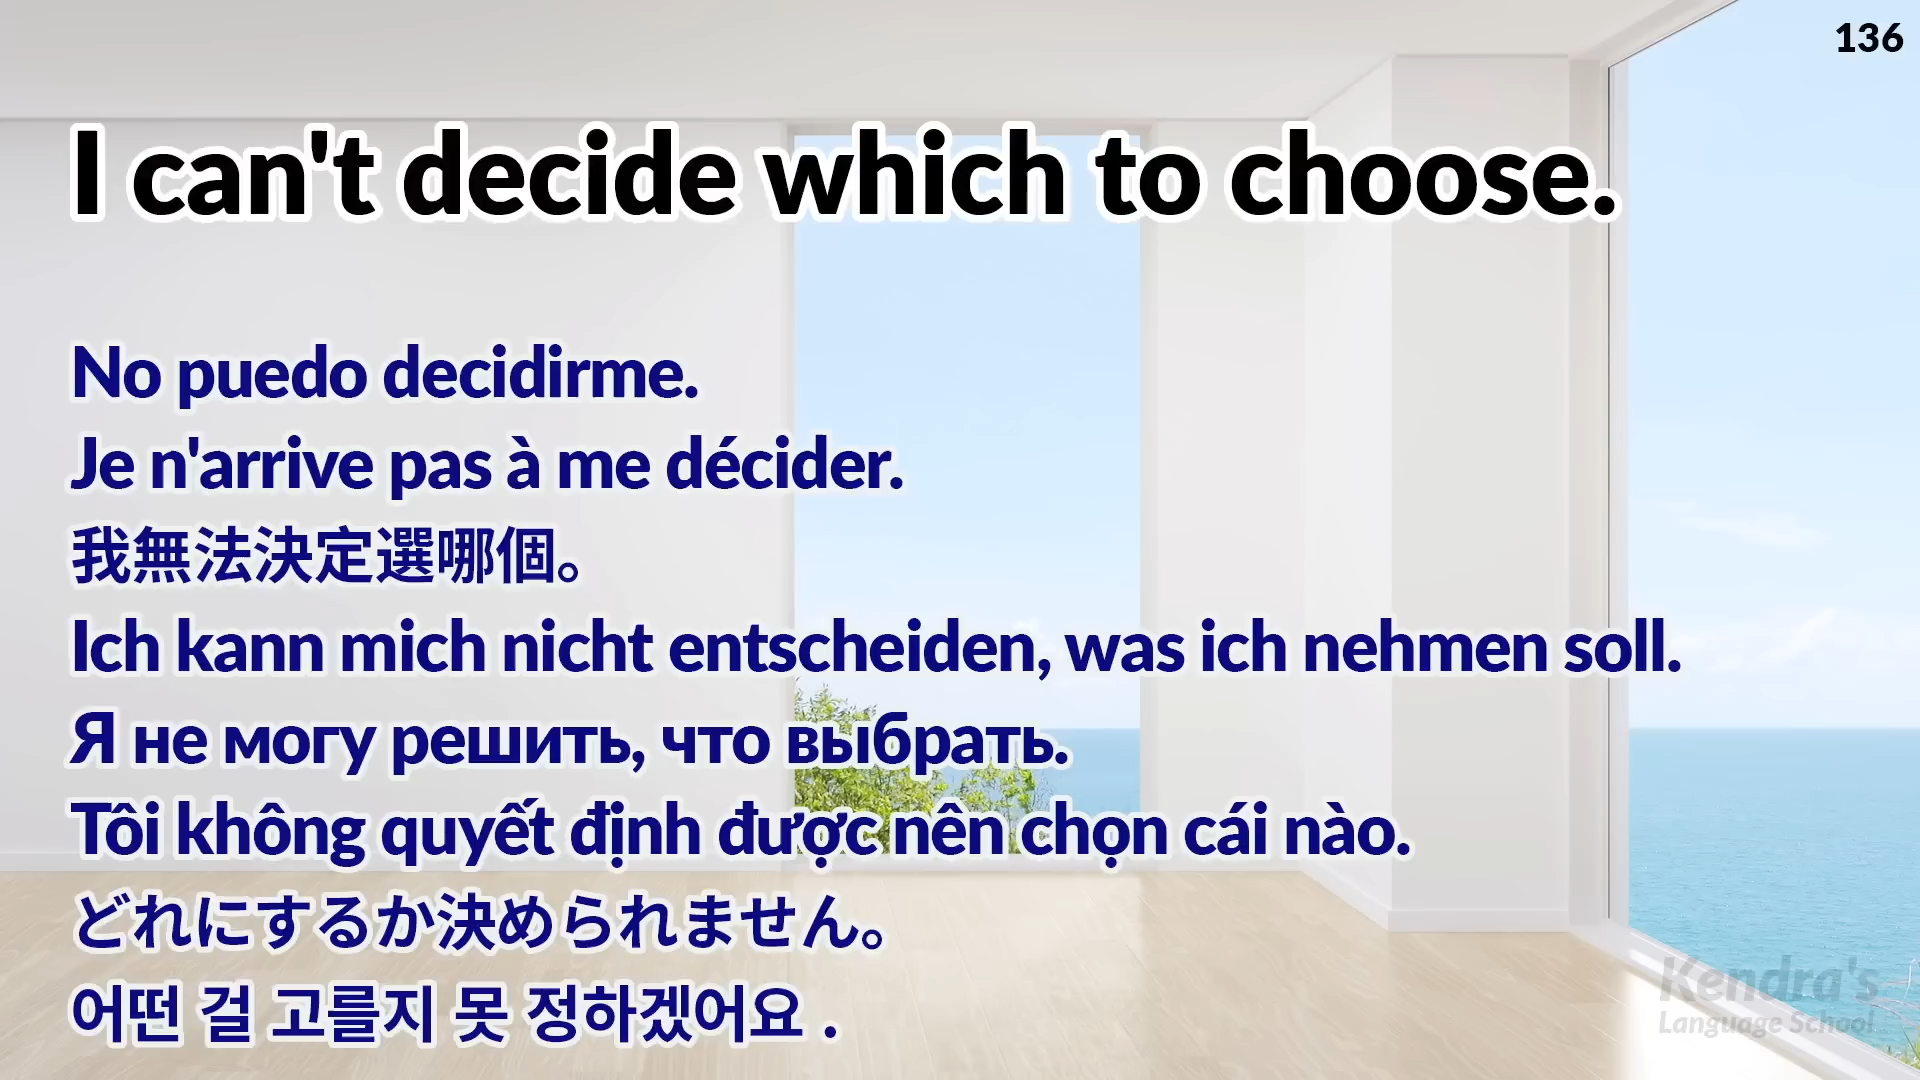 136
I can't decide which to choose.
No puedo decidirme.
Je n'arrive pas à me décider.
我無法決定選哪個。
Ich kann mich nicht entscheiden, was ich nehmen soll.
Я не могу решить, что выбрать.
Tôi không quyết định được nên chọn cái nào.
どれにするか決められません。
어떤 걸 고를지 못 정하겠어요 .
Kendra's
Language School